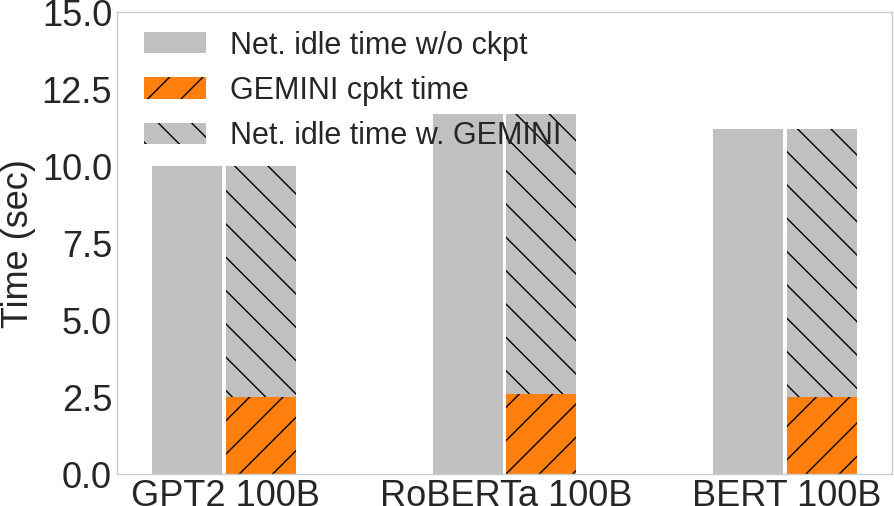 15.0
12.5
10.0
7.5
5.0
2.5
0.0
Time (sec)
Net. idle time w/o ckpt
GEMINI cpkt time
Net. idle time w. GEMINI
GPT2 100B
RoBERTa 100B
BERT 100B